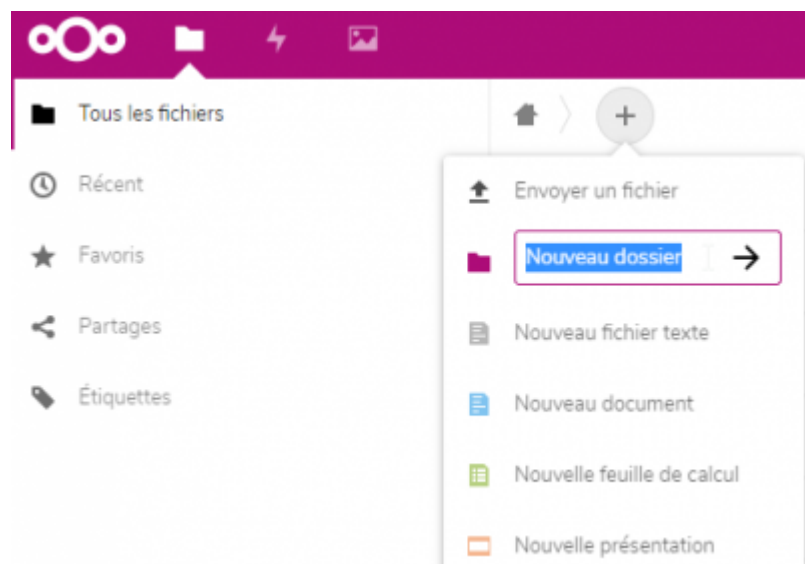 Tous les fichiers
Récent
Favoris
Partages
Étiquettes
Envoyer un fichier
Nouveau dossier
Nouveau fichier texte
Nouveau document
Nouvelle feuille de calcul
Nouvelle présentation